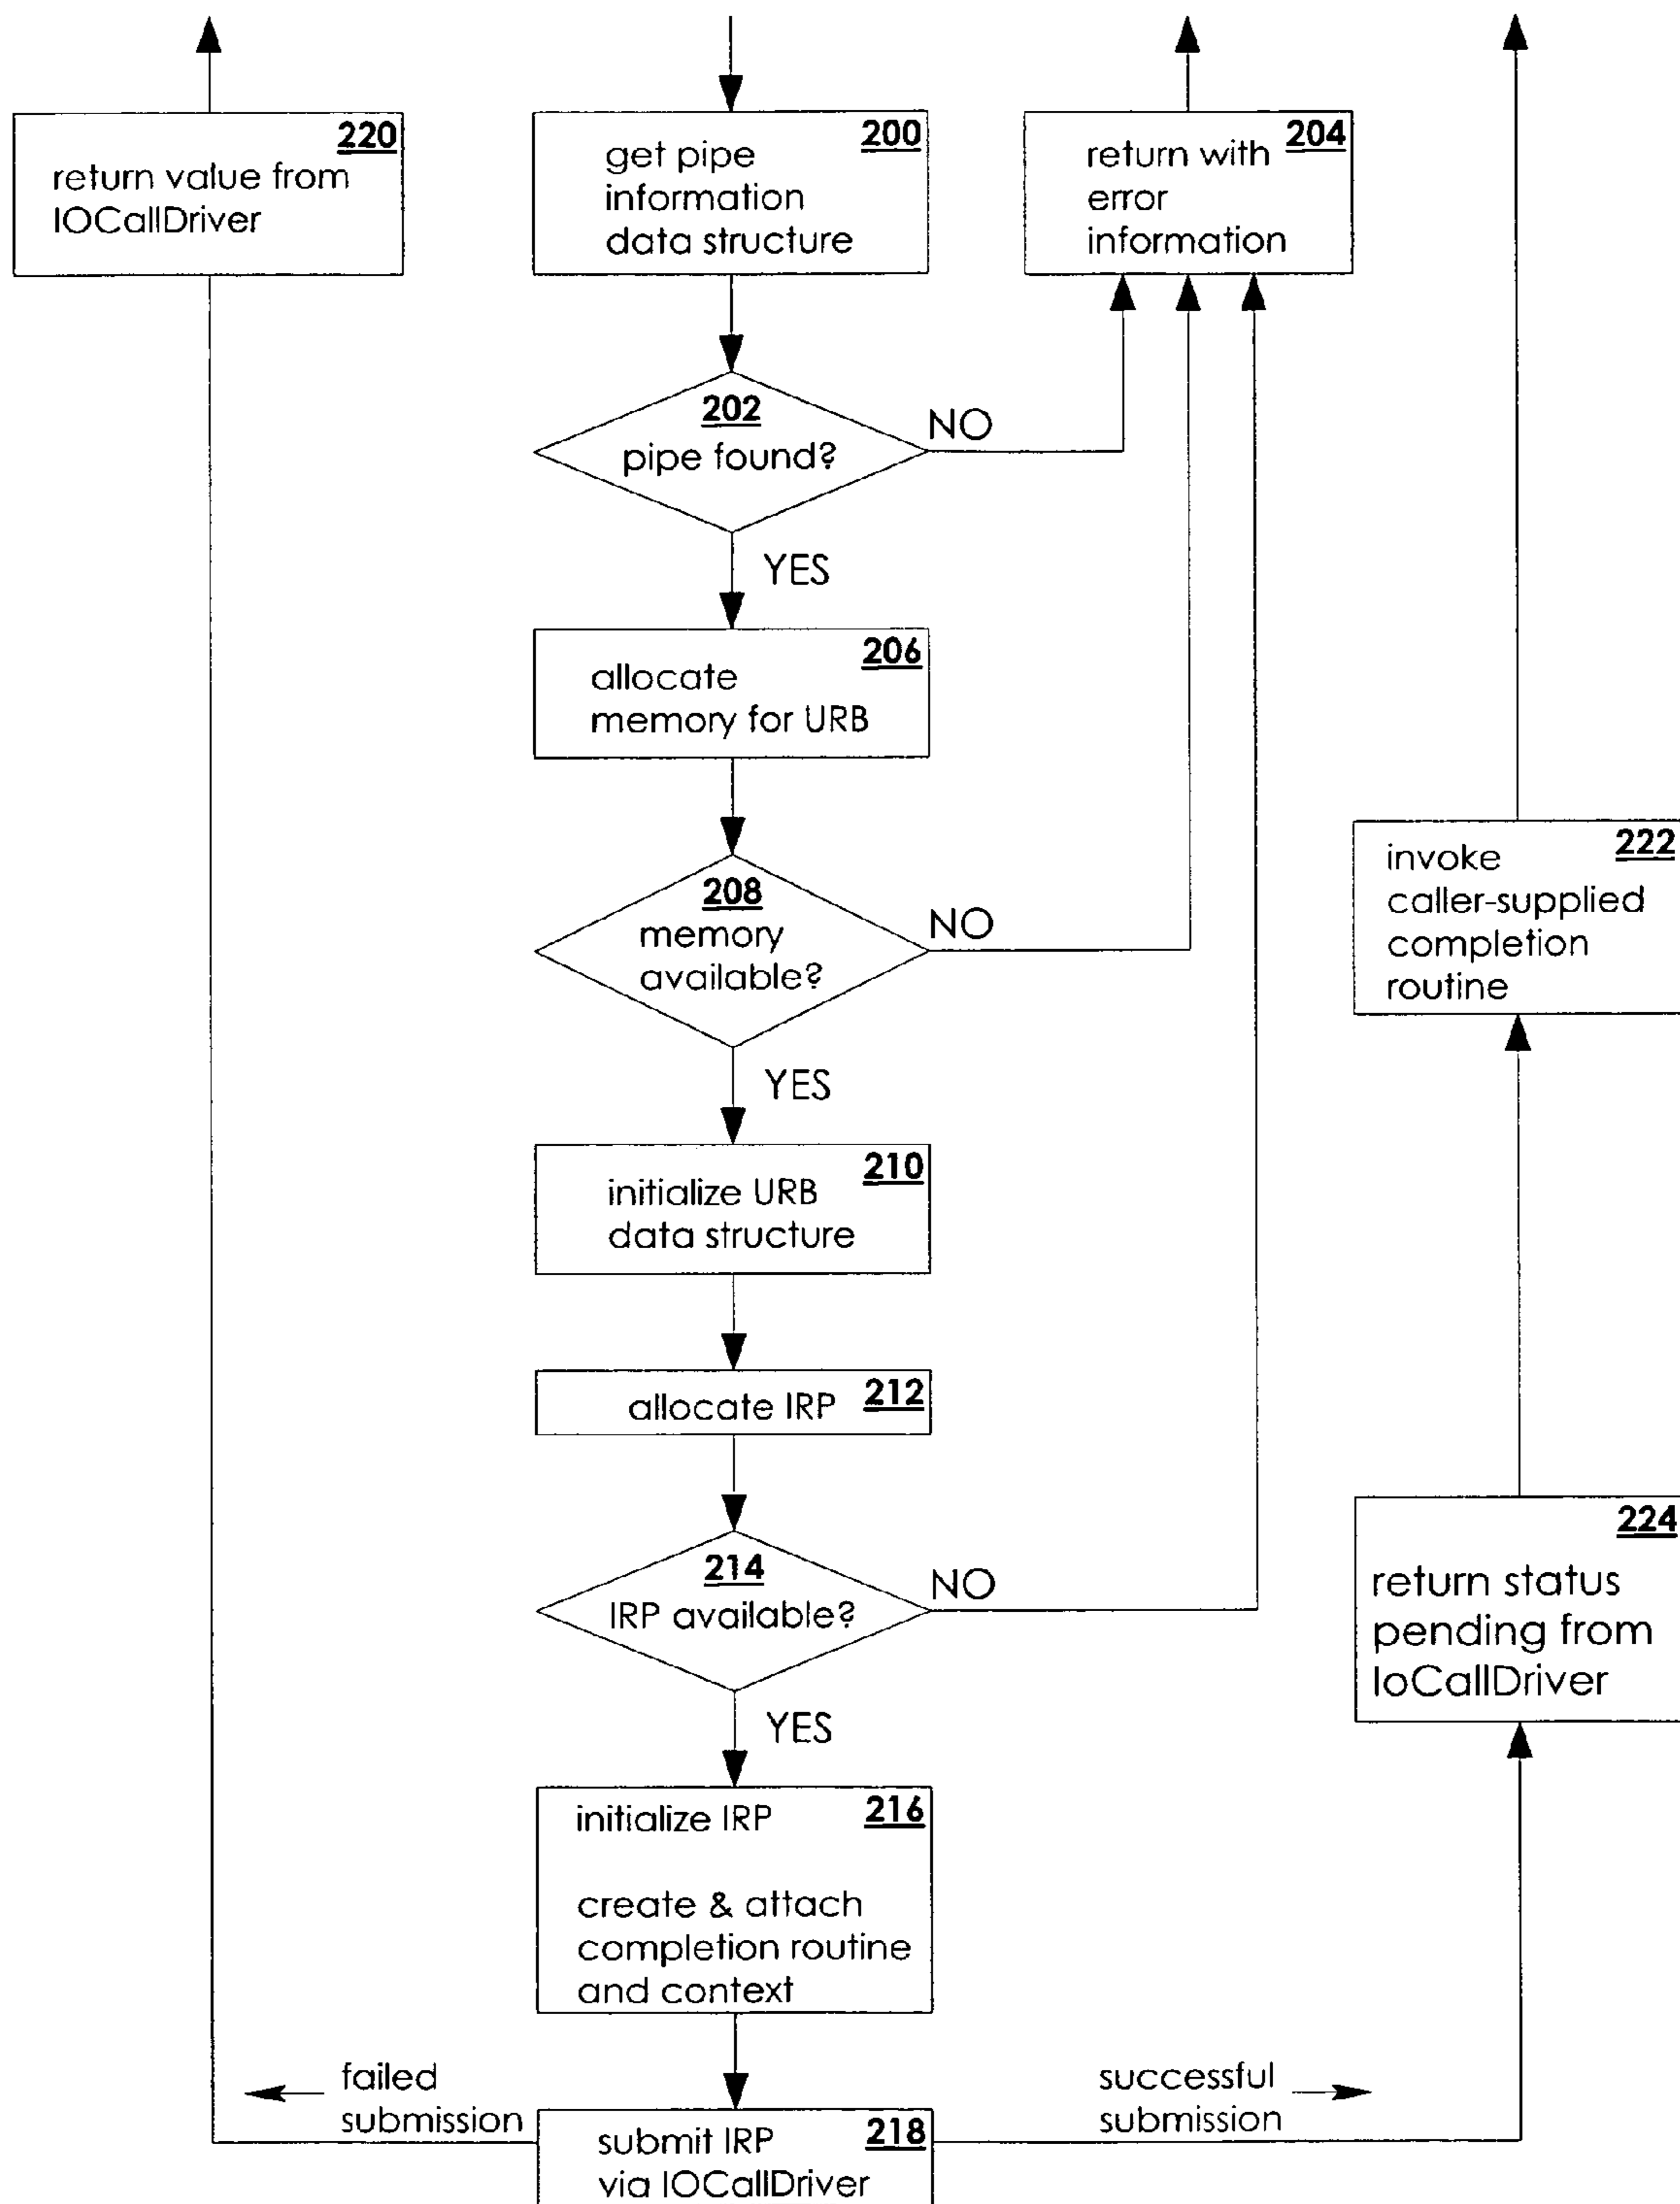 220
return value from
IOCallDriver
200
get pipe
information
data structure
204
return with
error
information
202
pipe found?
NO
YES
206
allocate
memory for URB
208
memory
available?
NO
YES
222
invoke
caller-supplied
completion
routine
210
initialize URB
data structure
212
allocate IRP
214
IRP available?
NO
YES
224
return status
pending from
IoCallDriver
216
initialize IRP
create & attach
completion routine
and context
failed
submission
successful
submission
218
submit IRP
via IOCallDriver